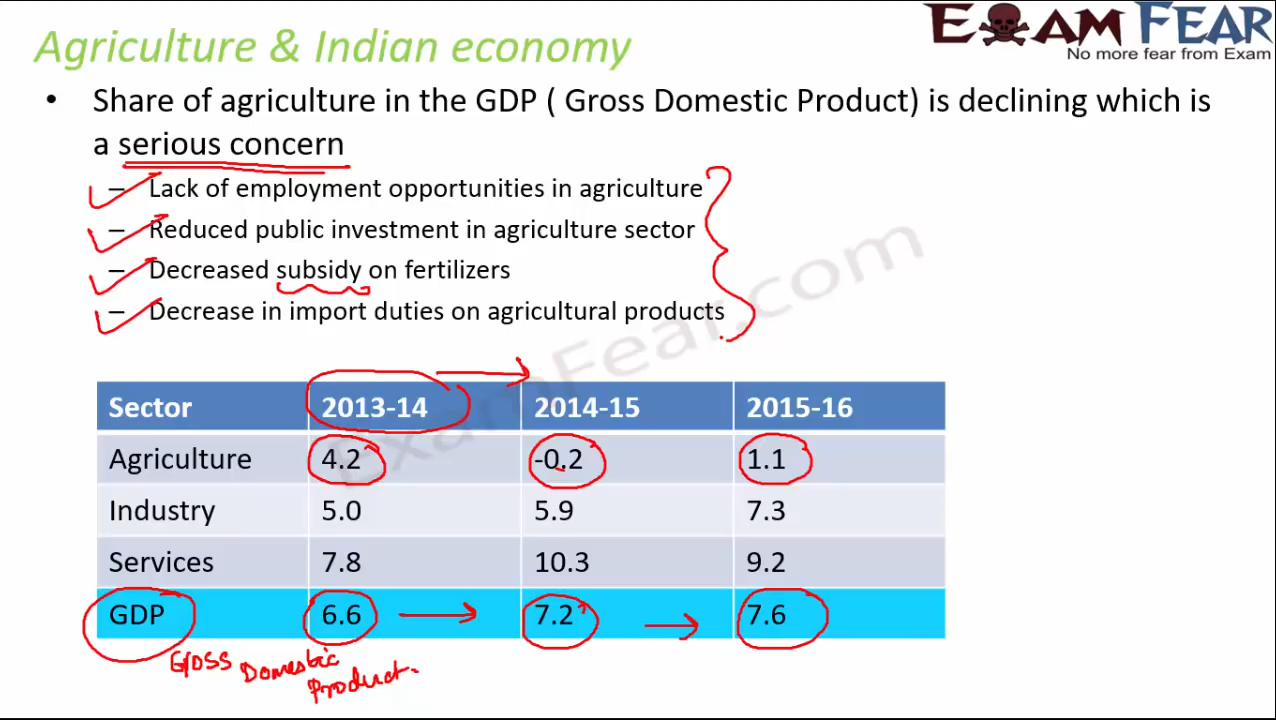 Agriculture & Indian economy
EXAM FEAR
No more fear from Exam
• Share of agriculture in the GDP ( Gross Domestic Product) is declining which is
a serious concern
– Lack of employment opportunities in agriculture
– Reduced public investment in agriculture sector
– Decreased subsidy on fertilizers
– Decrease in import duties on agricultural products
ExamFear.com
Sector 2013-14 2014-15 2015-16
Agriculture 4.2 -0.2 1.1
Industry 5.0 5.9 7.3
Services 7.8 10.3 9.2
GDP 6.6 7.2 7.6
Gross Domestic
Product